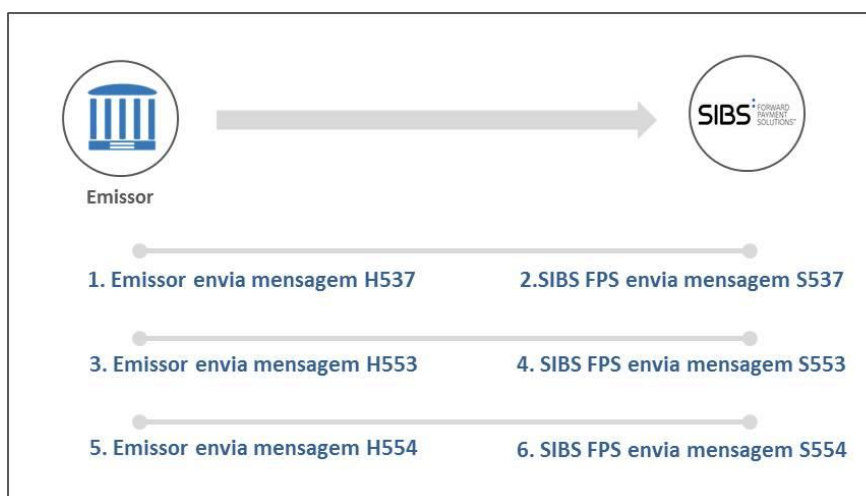 SIBS FORWARD
PAYMENT
SOLUTIONS™
Emissor
1. Emissor envia mensagem H537
2.SIBS FPS envia mensagem S537
3. Emissor envia mensagem H553
4. SIBS FPS envia mensagem S553
5. Emissor envia mensagem H554
6. SIBS FPS envia mensagem S554